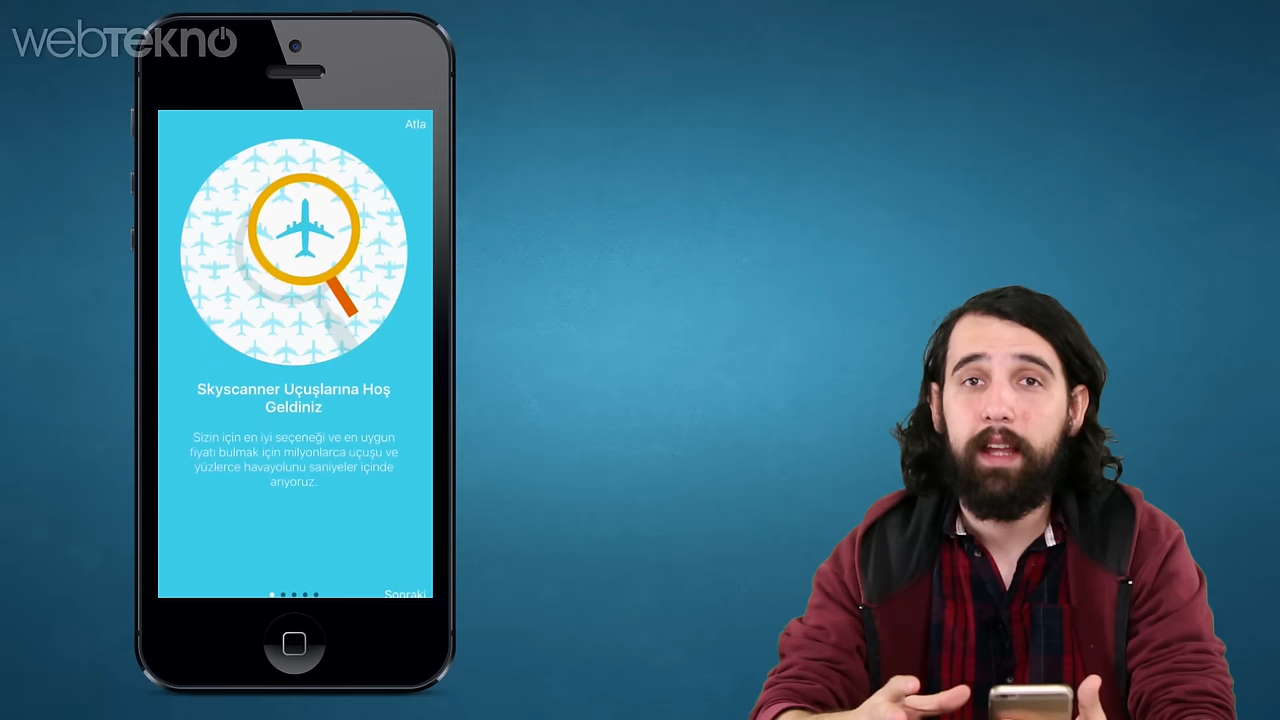 webtekno
Atla
Skyscanner Uçuşlarına Hoş
Geldiniz
Sizin için en iyi seçeneği ve en uygun
fiyatı bulmak için milyonlarca uçuşu ve
yüzlerce havayolunu saniyeler içinde
arıyoruz.
Sonraki